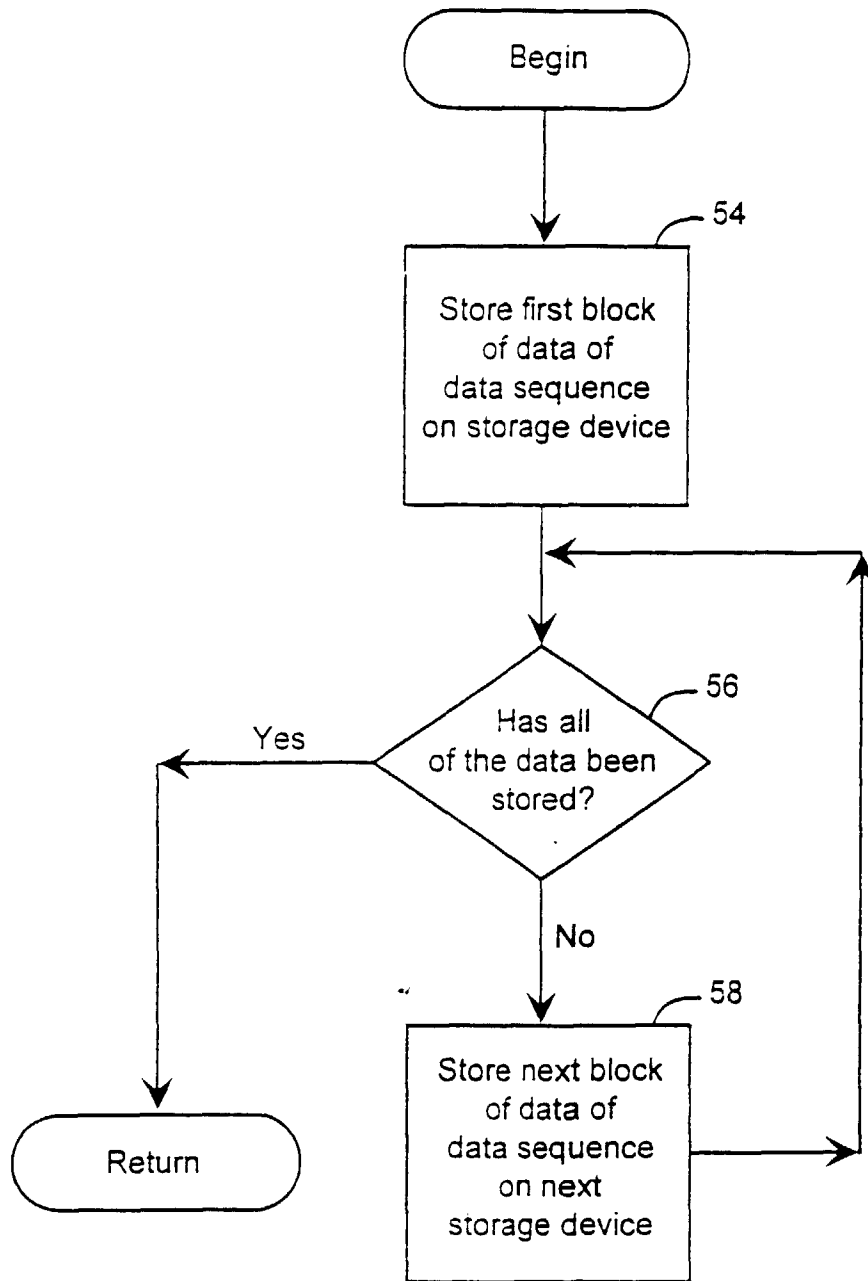 Begin
54
Store first block
of data of
data sequence
on storage device
56
Has all
of the data been
stored?
Yes
No
58
Store next block
of data of
data sequence
on next
storage device
Return